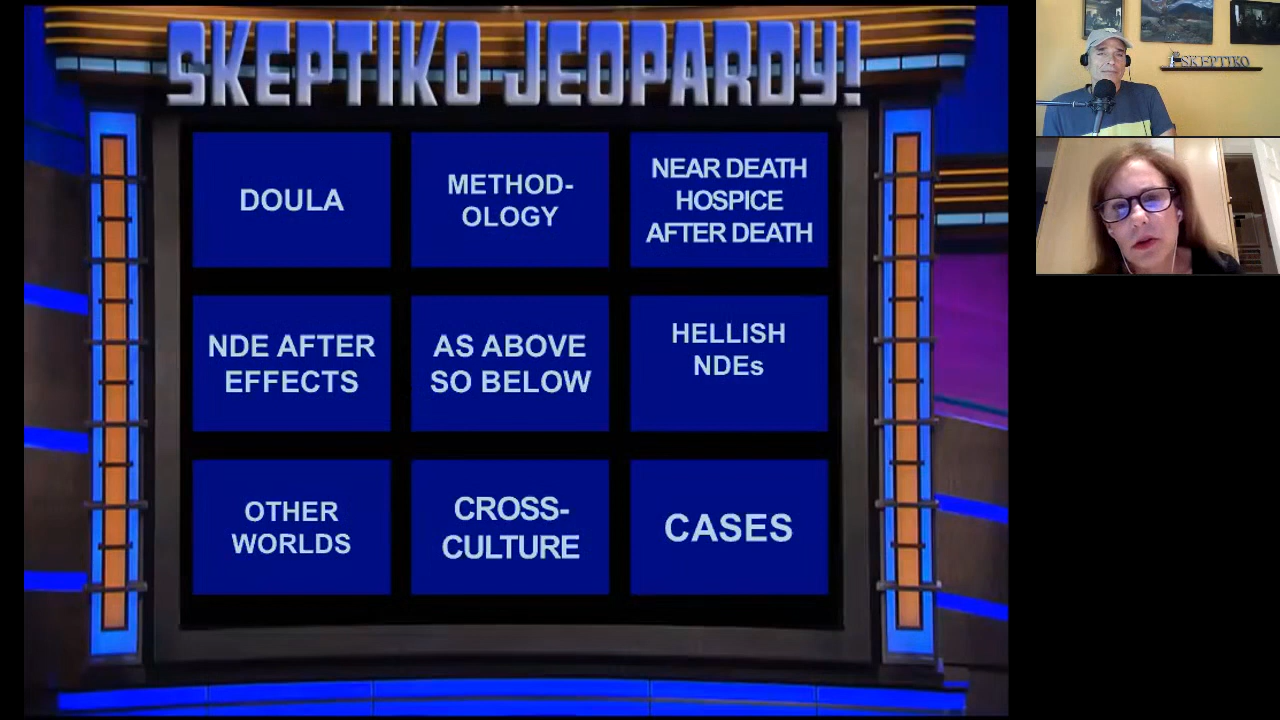 SKEPTIKO JEOPARDY!
SKEPTIKO
DOULA
METHOD-
OLOGY
NEAR DEATH
HOSPICE
AFTER DEATH
NDE AFTER
EFFECTS
AS ABOVE
SO BELOW
HELLISH
NDEs
OTHER
WORLDS
CROSS-
CULTURE
CASES